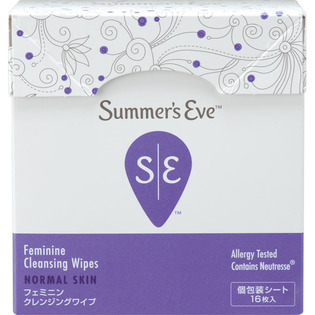 Summer's Eve™
S|E™
Feminine
Cleansing Wipes
NORMAL SKIN
フェミニン
クレンジングワイプ
Allergy Tested
Contains Neutresse®
個包装シート
16枚入